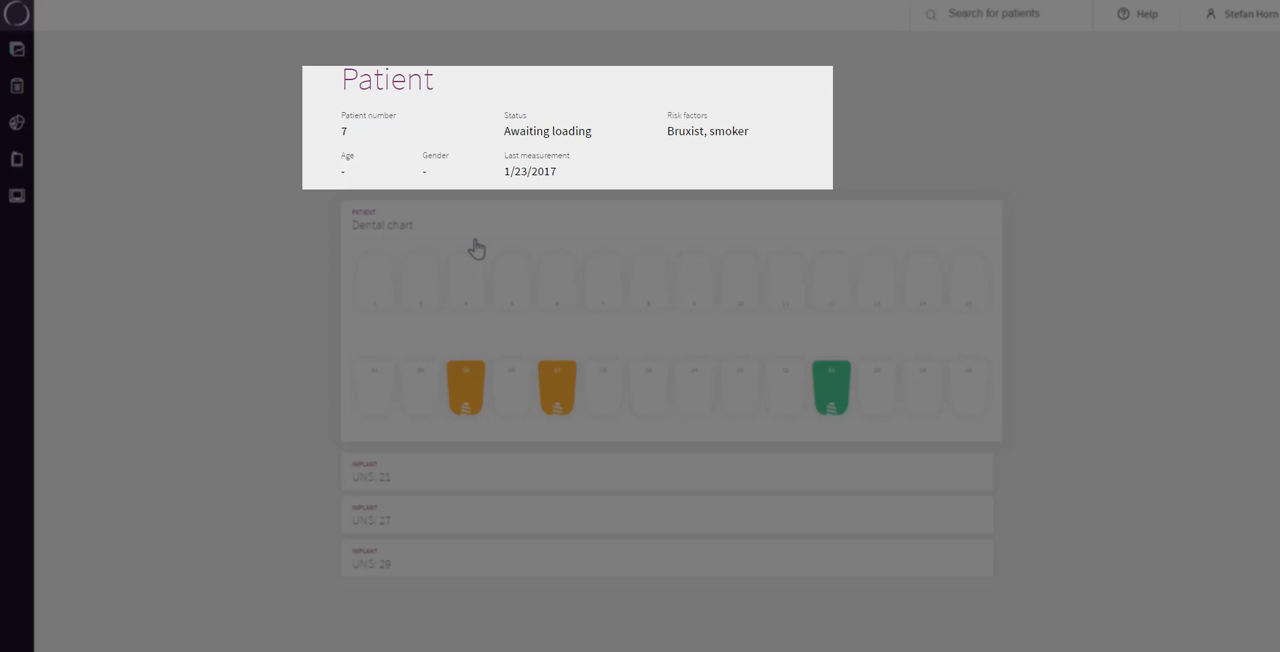 Search for patients
Help
Stefan Horn
Patient
Patient number
Status
Risk factors
7
Awaiting loading
Bruxist, smoker
Age
Gender
Last measurement
-
-
1/23/2017
PATIENT
Dental chart
IMPLANT
UNS: 21
IMPLANT
UNS: 27
IMPLANT
UNS: 29